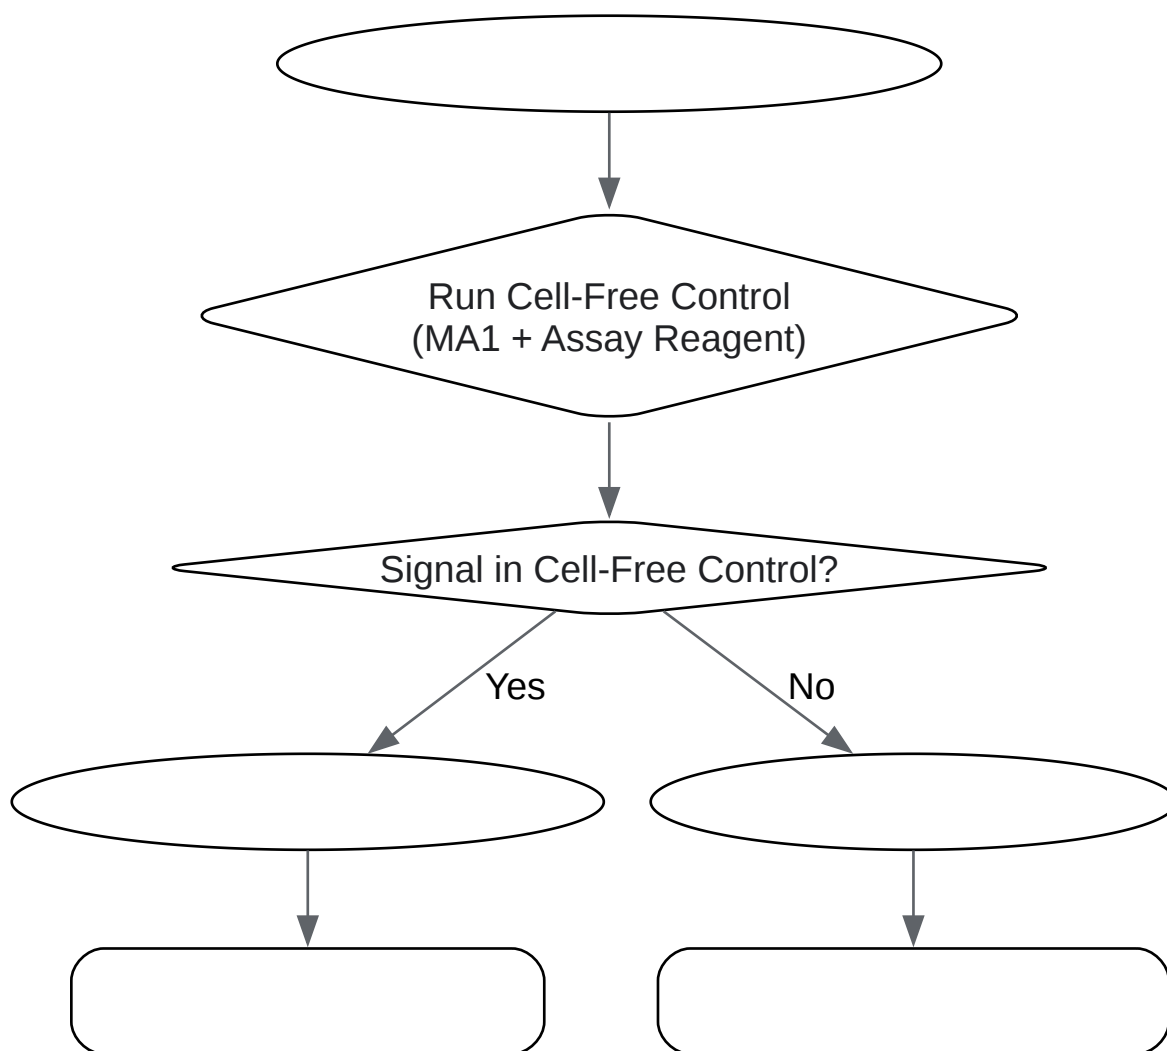 Run Cell-Free Control
(MA1 + Assay Reagent)
Signal in Cell-Free Control?
Yes
No